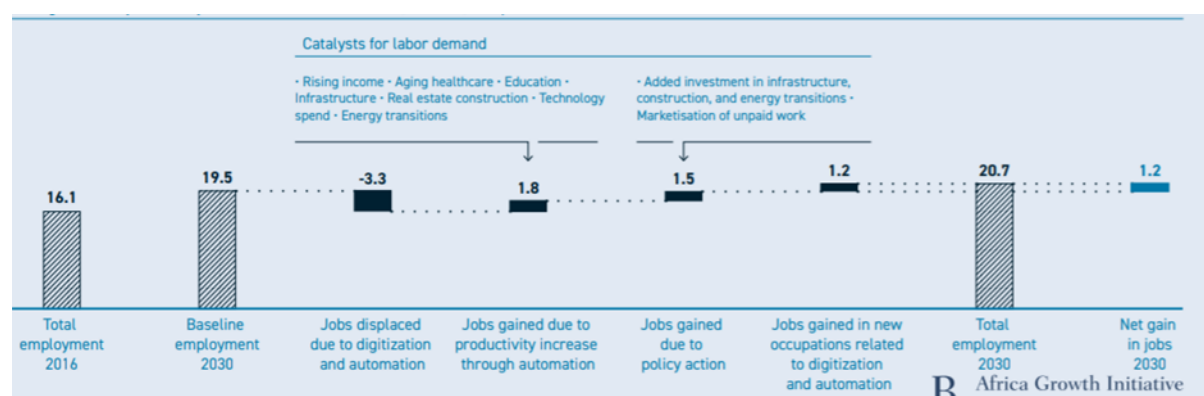 Catalysts for labor demand
· Rising income · Aging healthcare · Education ·
Infrastructure · Real estate construction · Technology
spend · Energy transitions
· Added investment in infrastructure,
construction, and energy transitions ·
Marketisation of unpaid work
16.1
19.5
-3.3
1.8
1.5
1.2
20.7
1.2
Total
employment
2016
Baseline
employment
2030
Jobs displaced
due to digitization
and automation
Jobs gained due to
productivity increase
through automation
Jobs gained
due to
policy action
Jobs gained in new
occupations related
to digitization
and automation
Total
employment
2030
Net gain
in jobs
2030
B Africa Growth Initiative